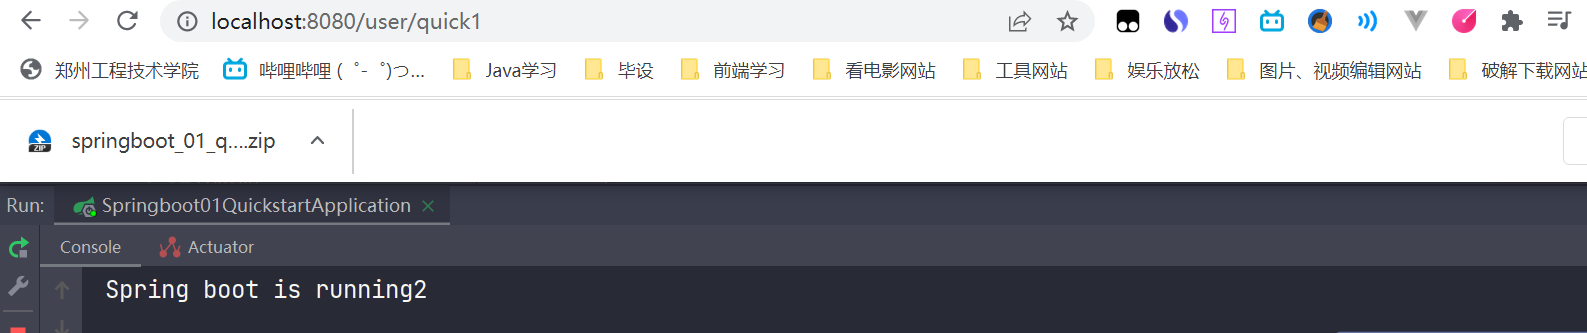 localhost:8080/user/quick1
郑州工程技术学院 哔哩哔哩 (゜-゜)つ... Java学习 毕设 前端学习 看电影网站 工具网站 娱乐放松 图片、视频编辑网站 破解下载网站
springboot_01_q....zip
ZIP
Run: Springboot01QuickstartApplication
Console Actuator
Spring boot is running2